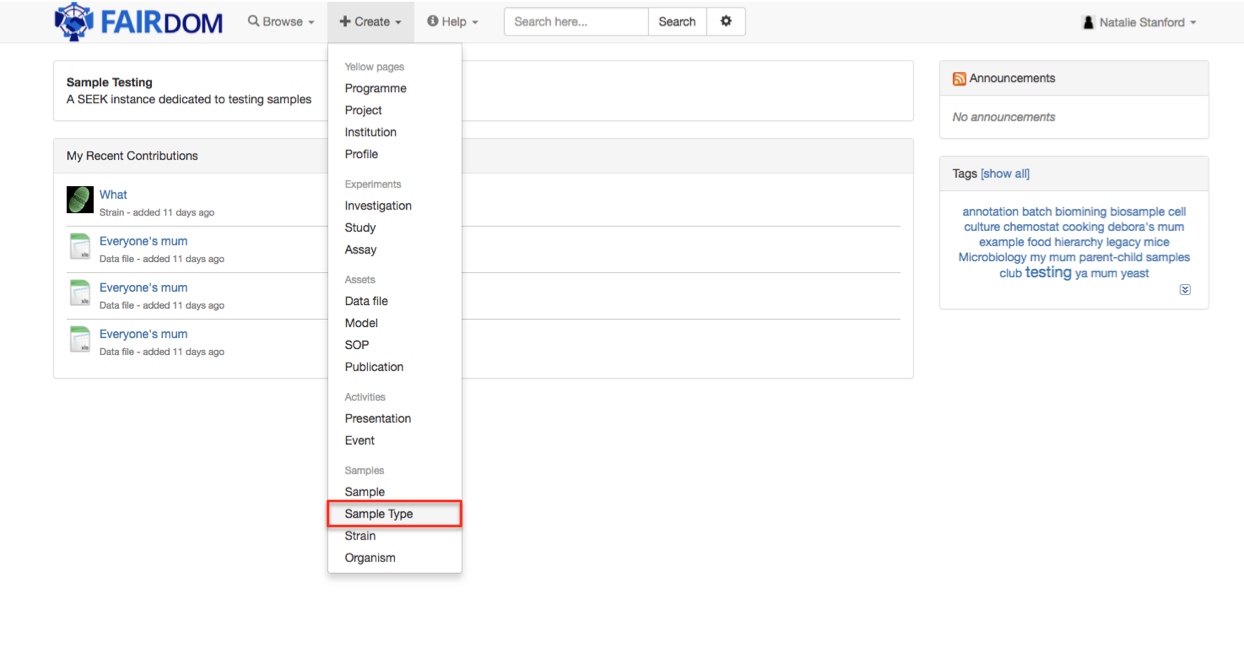 FAIRDOM
Browse
Create
Help
Search here...
Search
Natalie Stanford
Yellow pages
Programme
Project
Institution
Profile
Experiments
Investigation
Study
Assay
Assets
Data file
Model
SOP
Publication
Activities
Presentation
Event
Samples
Sample
Sample Type
Strain
Organism
Sample Testing
A SEEK instance dedicated to testing samples
My Recent Contributions
What
Strain - added 11 days ago
Everyone's mum
Data file - added 11 days ago
Everyone's mum
Data file - added 11 days ago
Everyone's mum
Data file - added 11 days ago
Announcements
No announcements
Tags [show all]
annotation batch biomining biosample cell
culture chemostat cooking debora's mum
example food hierarchy legacy mice
Microbiology my mum parent-child samples
club testing ya mum yeast